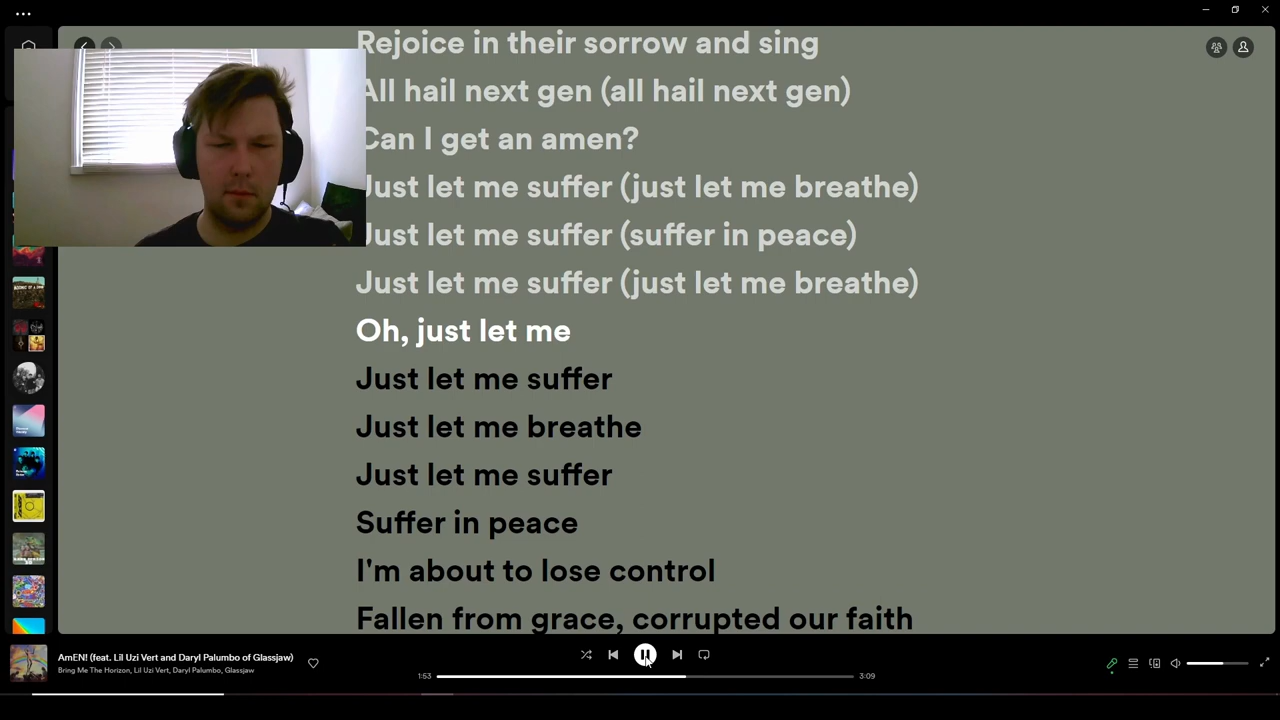 Rejoice in their sorrow and sing
All hail next gen (all hail next gen)
Can I get an amen?
Just let me suffer (just let me breathe)
Just let me suffer (suffer in peace)
Just let me suffer (just let me breathe)
Oh, just let me
Just let me suffer
Just let me breathe
Just let me suffer
Suffer in peace
I'm about to lose control
Fallen from grace, corrupted our faith
AmEN! (feat. Lil Uzi Vert and Daryl Palumbo of Glassjaw)
Bring Me The Horizon, Lil Uzi Vert, Daryl Palumbo, Glassjaw
1:53
3:09